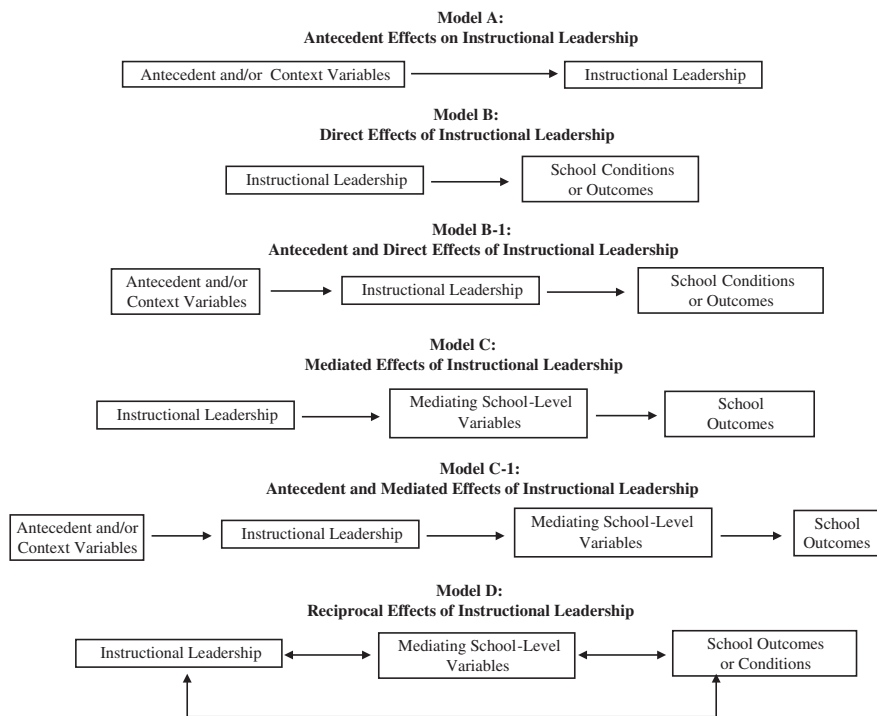 Model A:
Antecedent Effects on Instructional Leadership
Antecedent and/or Context Variables
Instructional Leadership
Model B:
Direct Effects of Instructional Leadership
Instructional Leadership
School Conditions
or Outcomes
Model B-1:
Antecedent and Direct Effects of Instructional Leadership
Antecedent and/or
Context Variables
Instructional Leadership
School Conditions
or Outcomes
Model C:
Mediated Effects of Instructional Leadership
Instructional Leadership
Mediating School-Level
Variables
School
Outcomes
Model C-1:
Antecedent and Mediated Effects of Instructional Leadership
Antecedent and/or
Context Variables
Instructional Leadership
Mediating School-Level
Variables
School
Outcomes
Model D:
Reciprocal Effects of Instructional Leadership
Instructional Leadership
Mediating School-Level
Variables
School Outcomes
or Conditions